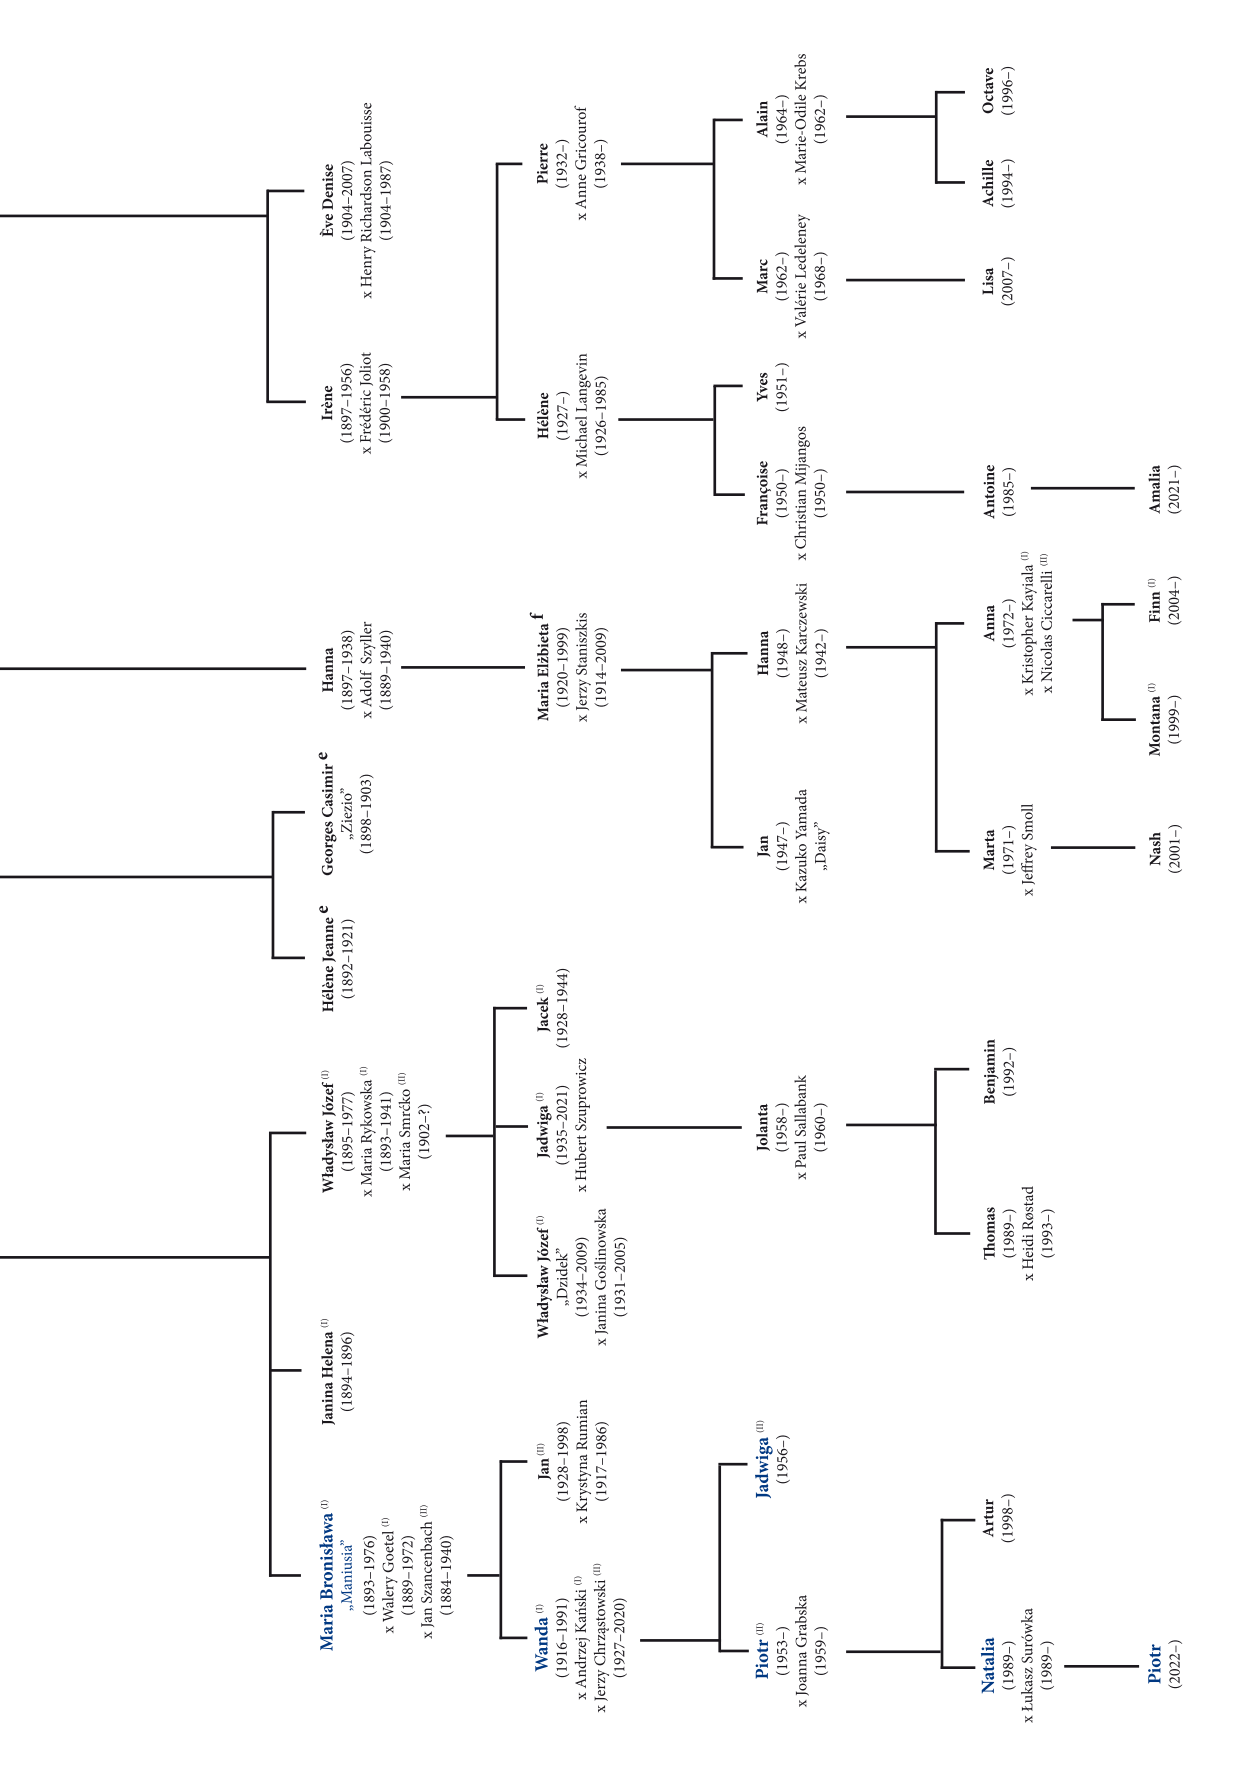 Maria Bronisława (I)
„Maniusia”
(1893–1976)
x Walery Goetel (I)
(1889–1972)
x Jan Szancenbach (II)
(1884–1940)
Janina Helena (I)
(1894–1896)
Władysław Józef (I)
(1895–1977)
x Maria Rykowska (I)
(1893–1941)
x Maria Smrćko (II)
(1902–?)
Hélène Jeanne e
(1892–1921)
Georges Casimir e
„Ziezio”
(1898–1903)
Hanna
(1897–1938)
x Adolf Szyller
(1889–1940)
Irène
(1897–1956)
x Frédéric Joliot
(1900–1958)
Ève Denise
(1904–2007)
x Henry Richardson Labouisse
(1904–1987)
Wanda (I)
(1916–1991)
x Andrzej Kański (I)
x Jerzy Chrząstowski (II)
(1927–2020)
Jan (II)
(1928–1998)
x Krystyna Rumian
(1917–1986)
Władysław Józef (I)
„Dzidek”
(1934–2009)
x Janina Goślinowska
(1931–2005)
Jadwiga (I)
(1935–2021)
x Hubert Szuprowicz
Jacek (I)
(1928–1944)
Maria Elżbieta f
(1920–1999)
x Jerzy Staniszkis
(1914–2009)
Hélène
(1927–)
x Michael Langevin
(1926–1985)
Pierre
(1932–)
x Anne Gricourof
(1938–)
Piotr (II)
(1953–)
x Joanna Grabska
(1959–)
Jadwiga (II)
(1956–)
Jolanta
(1958–)
x Paul Sallabank
(1960–)
Jan
(1947–)
x Kazuko Yamada
„Daisy”
Hanna
(1948–)
x Mateusz Karczewski
(1942–)
Françoise
(1950–)
x Christian Mijangos
(1950–)
Yves
(1951–)
Marc
(1962–)
x Valérie Ledeleney
(1968–)
Alain
(1964–)
x Marie-Odile Krebs
(1962–)
Natalia
(1989–)
x Łukasz Surówka
(1989–)
Artur
(1998–)
Thomas
(1989–)
x Heidi Røstad
(1993–)
Benjamin
(1992–)
Marta
(1971–)
x Jeffrey Smoll
Anna
(1972–)
x Kristopher Kayiala (I)
x Nicolas Ciccarelli (II)
Antoine
(1985–)
Lisa
(2007–)
Achille
(1994–)
Octave
(1996–)
Piotr
(2022–)
Nash
(2001–)
Montana (I)
(1999–)
Finn (I)
(2004–)
Amalia
(2021–)